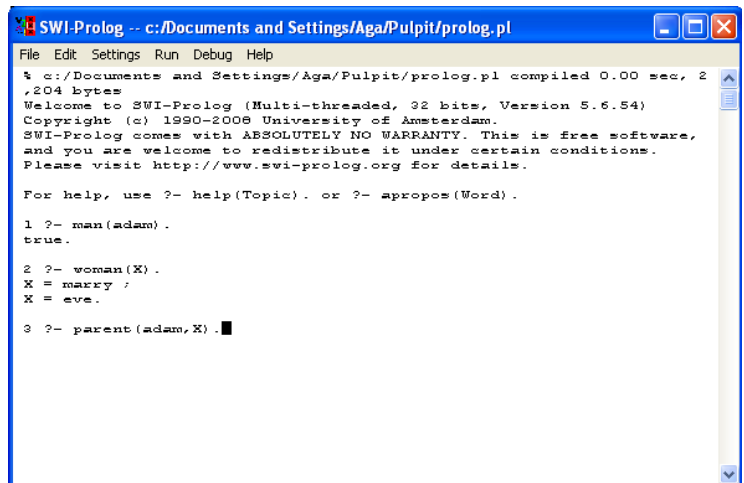 SWI-Prolog -- c:/Documents and Settings/Aga/Pulpit/prolog.pl
File Edit Settings Run Debug Help
% c:/Documents and Settings/Aga/Pulpit/prolog.pl compiled 0.00 sec, 2
,204 bytes
Welcome to SWI-Prolog (Multi-threaded, 32 bits, Version 5.6.54)
Copyright (c) 1990-2008 University of Amsterdam.
SWI-Prolog comes with ABSOLUTELY NO WARRANTY. This is free software,
and you are welcome to redistribute it under certain conditions.
Please visit http://www.swi-prolog.org for details.
For help, use ?- help(Topic). or ?- apropos(Word).
1 ?- man(adam).
true.
2 ?- woman(X).
X = marry ;
X = eve.
3 ?- parent(adam,X).